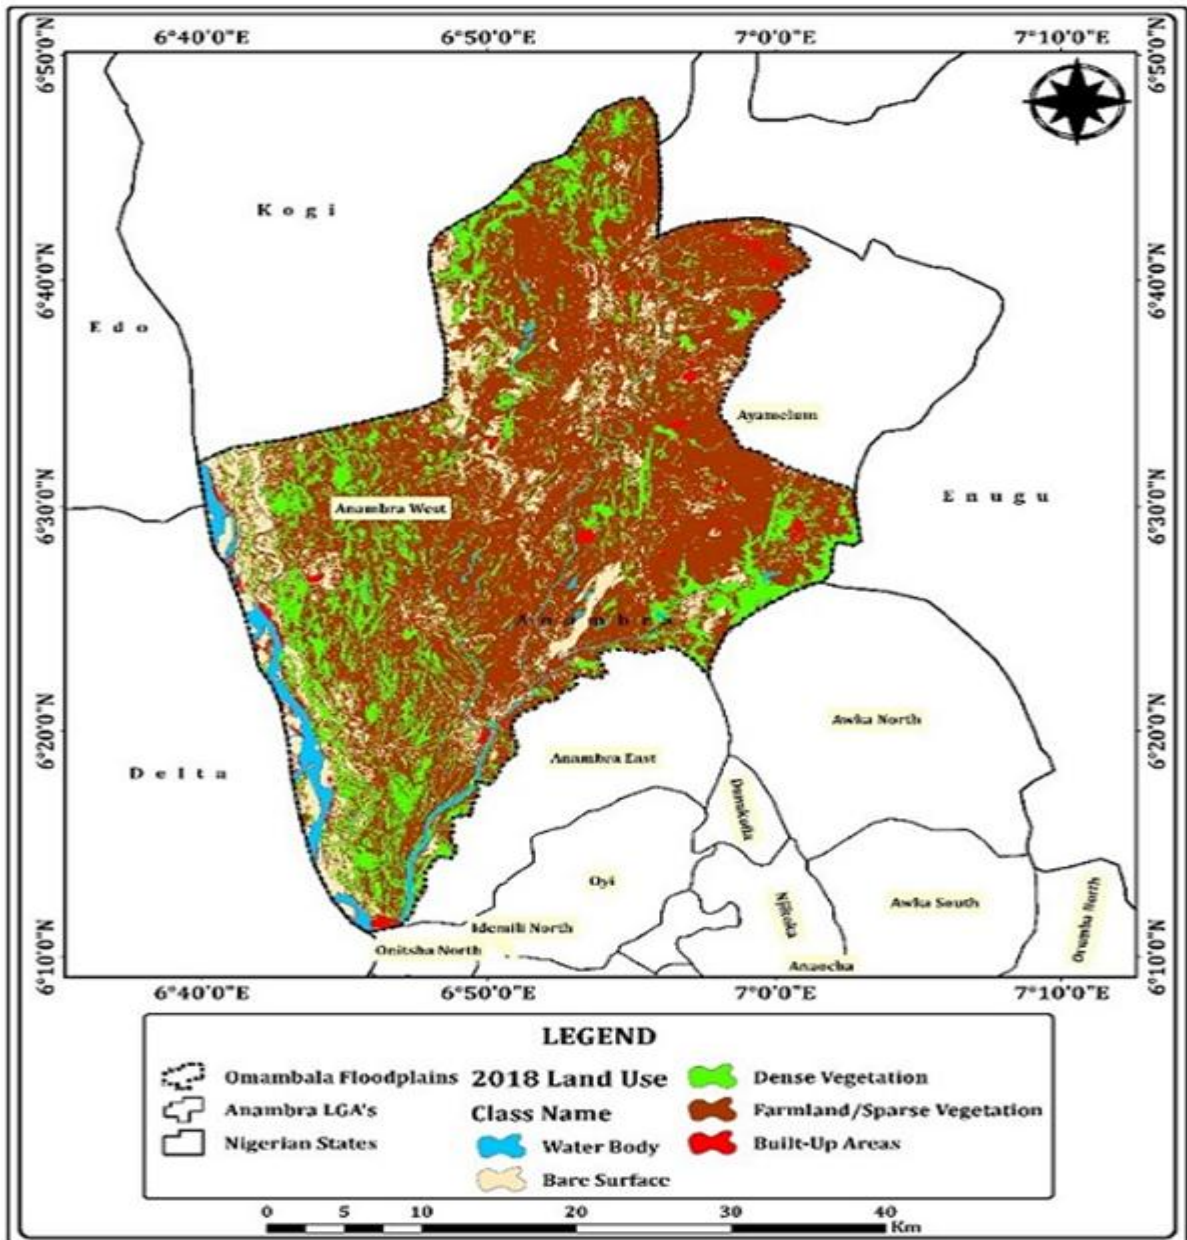 6°40'0"E 6°50'0"E 7°0'0"E 7°10'0"E
6°50'0"N 6°50'0"N
Kogi
6°40'0"N 6°40'0"N
Edo
Ayamelum
Enugu
6°30'0"N Anambra West 6°30'0"N
Anambra
6°20'0"N Awka North 6°20'0"N
Anambra East
Delta
Dunukofia
Oyi
Njikoka
Awka South
Orumba North
Idemili North
Onitsha North
6°10'0"N Anaocha 6°10'0"N
6°40'0"E 6°50'0"E 7°0'0"E 7°10'0"E
LEGEND
Omambala Floodplains
Anambra LGA's
Nigerian States
2018 Land Use
Class Name
Water Body
Bare Surface
Dense Vegetation
Farmland/Sparse Vegetation
Built-Up Areas
0 5 10 20 30 40
Km